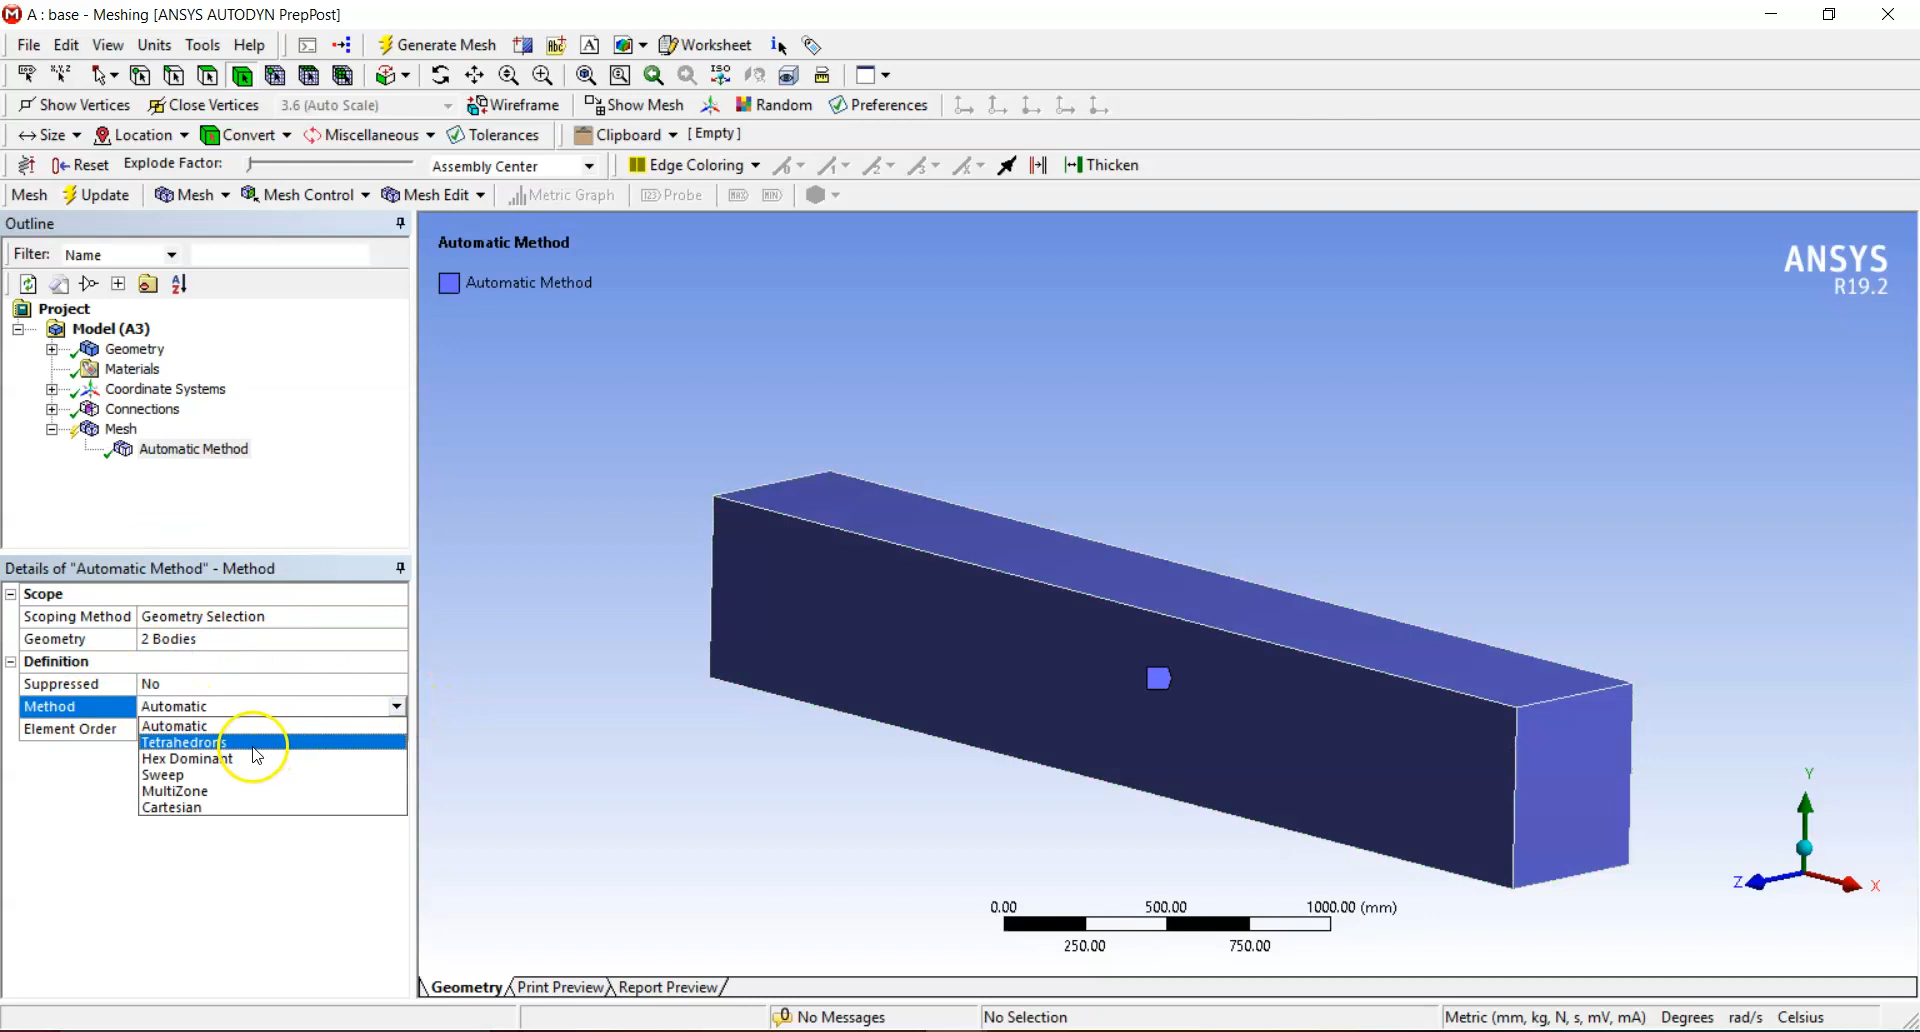 A : base - Meshing [ANSYS AUTODYN PrepPost]
File Edit View Units Tools Help Generate Mesh Worksheet
ISO
Show Vertices Close Vertices 3.6 (Auto Scale) Wireframe Show Mesh Random Preferences
Size Location Convert Miscellaneous Tolerances Clipboard [ Empty ]
Reset Explode Factor: Assembly Center Edge Coloring Thicken
Mesh Update Mesh Mesh Control Mesh Edit Metric Graph Probe MAX MIN
Outline
Filter: Name
Project
Model (A3)
Geometry
Materials
Coordinate Systems
Connections
Mesh
Automatic Method
Details of "Automatic Method" - Method
Scope
Scoping Method Geometry Selection
Geometry 2 Bodies
Definition
Suppressed No
Method Automatic
Element Order
Automatic
Tetrahedrons
Hex Dominant
Sweep
MultiZone
Cartesian
Automatic Method
Automatic Method
ANSYS
R19.2
Y
Z
X
0.00 500.00 1000.00 (mm)
250.00 750.00
Geometry Print Preview Report Preview
No Messages No Selection Metric (mm, kg, N, s, mV, mA) Degrees rad/s Celsius